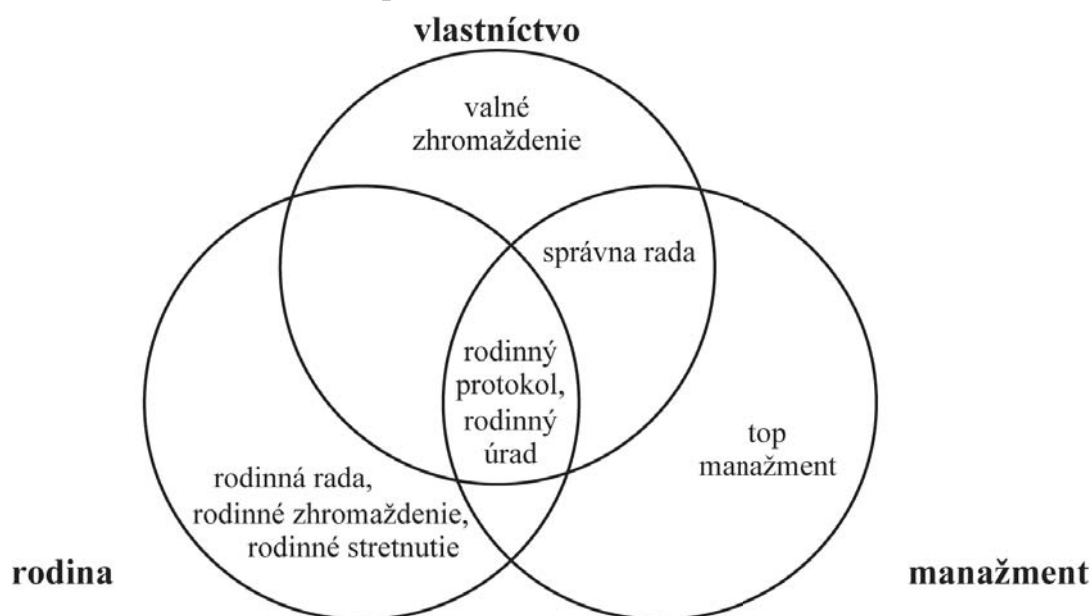 vlastníctvo
valné
zhromaždenie
správna rada
rodinný
protokol,
rodinný
úrad
top
manažment
rodinná rada,
rodinné zhromaždenie,
rodinné stretnutie
rodina
manažment